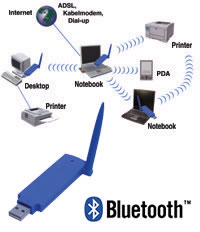 Internet
ADSL,
Kabelmodem,
Dial-up
Printer
PDA
Notebook
Desktop
Printer
Notebook
Bluetooth™